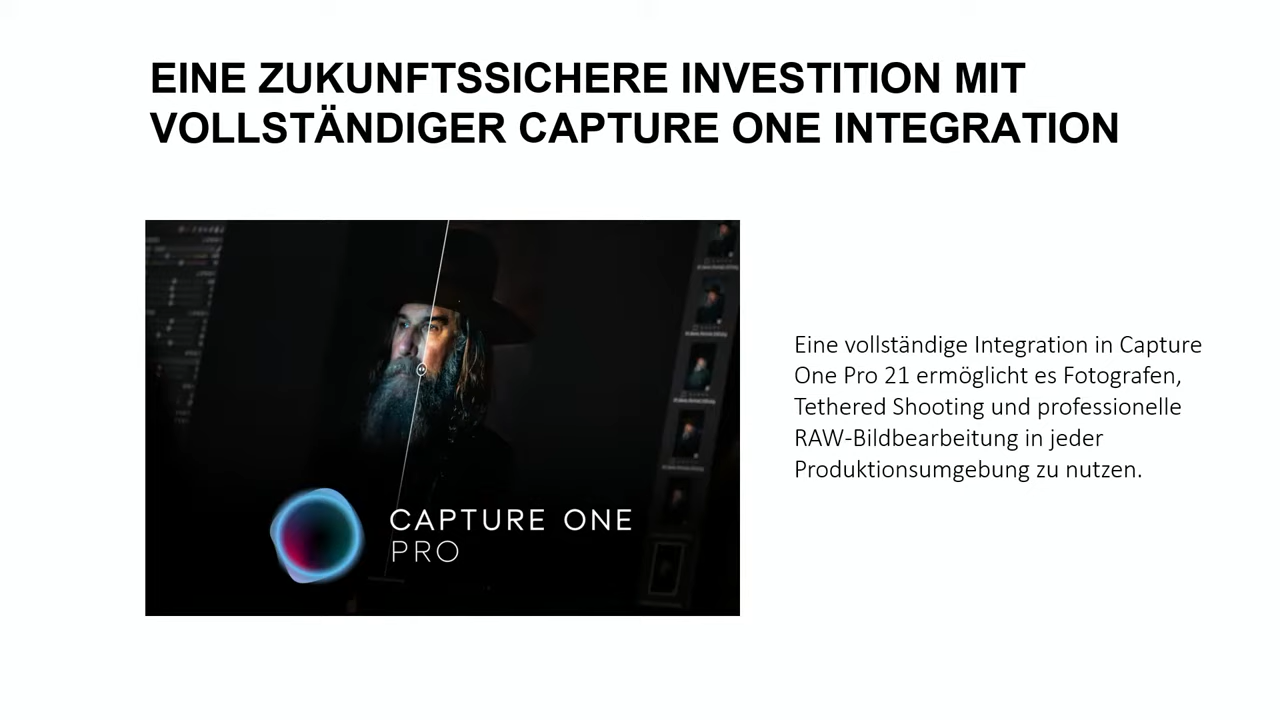 EINE ZUKUNFTSSICHERE INVESTITION MIT
VOLLSTÄNDIGER CAPTURE ONE INTEGRATION
Eine vollständige Integration in Capture
One Pro 21 ermöglicht es Fotografen,
Tethered Shooting und professionelle
RAW-Bildbearbeitung in jeder
Produktionsumgebung zu nutzen.
CAPTURE ONE
PRO